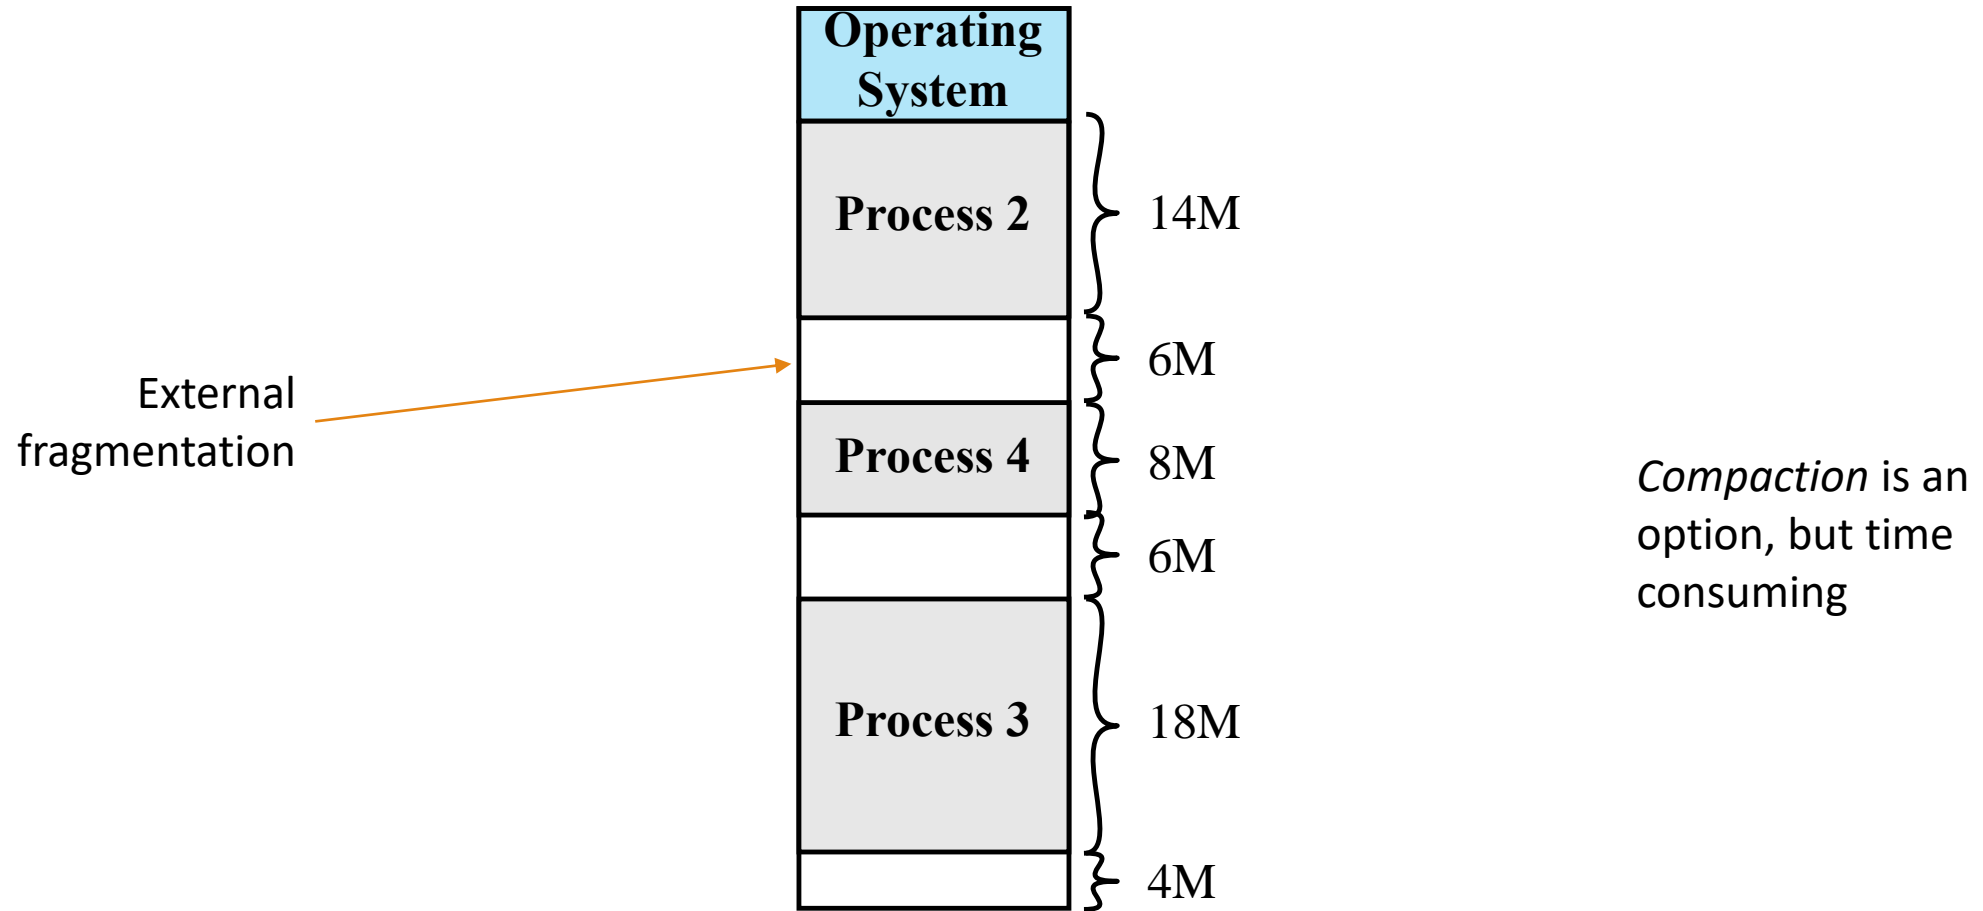 Operating
System
Process 2
14M
6M
External
fragmentation
Process 4
8M
Compaction is an
option, but time
consuming
6M
Process 3
18M
4M